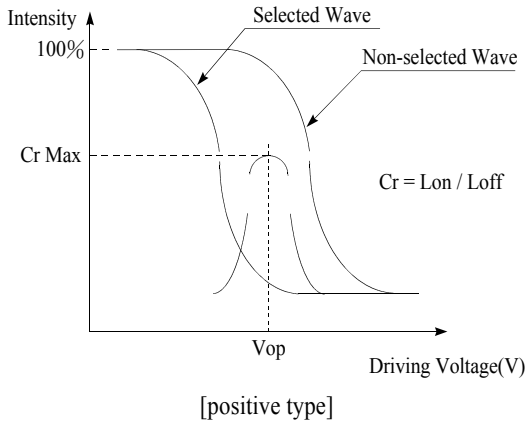 Intensity
Selected Wave
100%
Non-selected Wave
Cr Max
Cr = Lon / Loff
Vop
Driving Voltage(V)
[positive type]